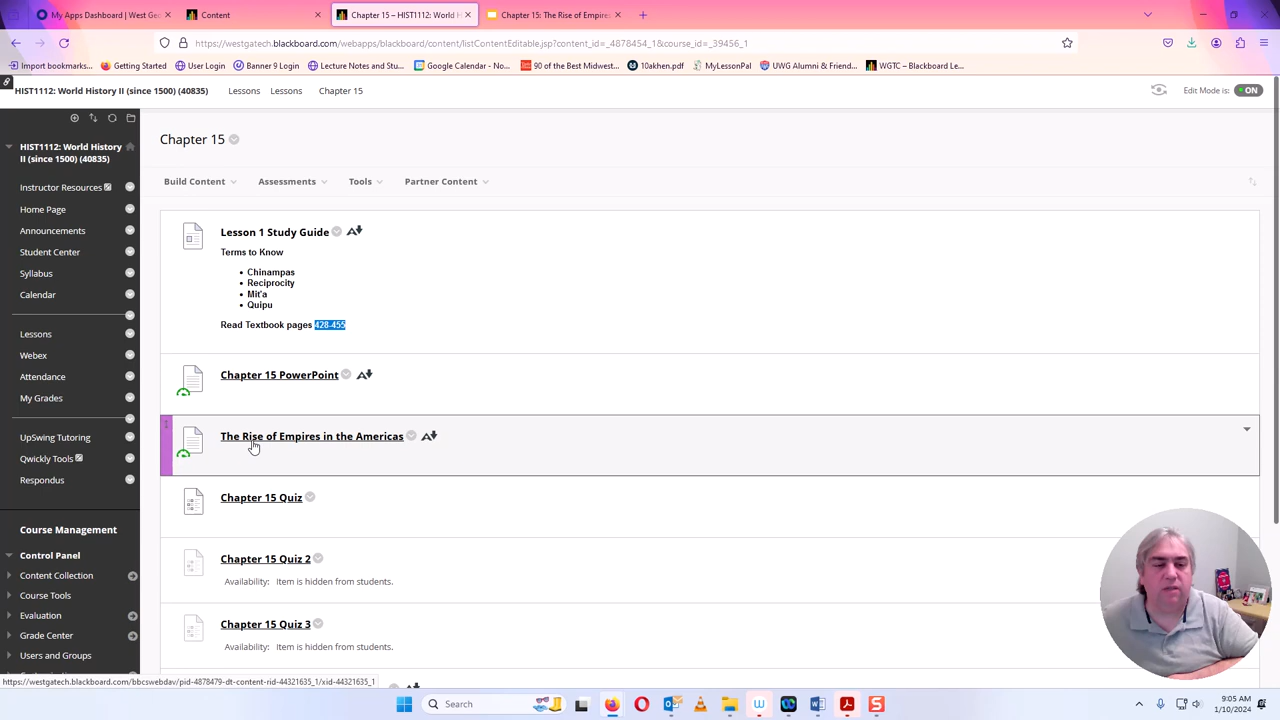 My Apps Dashboard | West Geo
Content
Chapter 15 – HIST1112: World H
Chapter 15: The Rise of Empires
https://westgatech.blackboard.com/webapps/blackboard/content/listContentEditable.jsp?content_id=_4878454_1&course_id=_39456_1
Import bookmarks...
Getting Started
User Login
Banner 9 Login
Lecture Notes and Stu...
Google Calendar - No...
90 of the Best Midwest...
10akhen.pdf
MyLessonPal
UWG Alumni & Friend...
WGTC – Blackboard Le...
HIST1112: World History II (since 1500) (40835)
Lessons
Lessons
Chapter 15
Edit Mode is:
ON
HIST1112: World History
II (since 1500) (40835)
Instructor Resources
Home Page
Announcements
Student Center
Syllabus
Calendar
Lessons
Webex
Attendance
My Grades
UpSwing Tutoring
Qwickly Tools
Respondus
Course Management
Control Panel
Content Collection
Course Tools
Evaluation
Grade Center
Users and Groups
Chapter 15
Build Content
Assessments
Tools
Partner Content
Lesson 1 Study Guide
Terms to Know
• Chinampas
• Reciprocity
• Mit'a
• Quipu
Read Textbook pages 428-455
Chapter 15 PowerPoint
The Rise of Empires in the Americas
Chapter 15 Quiz
Chapter 15 Quiz 2
Availability: Item is hidden from students.
Chapter 15 Quiz 3
Availability: Item is hidden from students.
https://westgatech.blackboard.com/bbcswebdav/pid-4878479-dt-content-rid-44321635_1/xid-44321635_1
Search
9:05 AM
1/10/2024